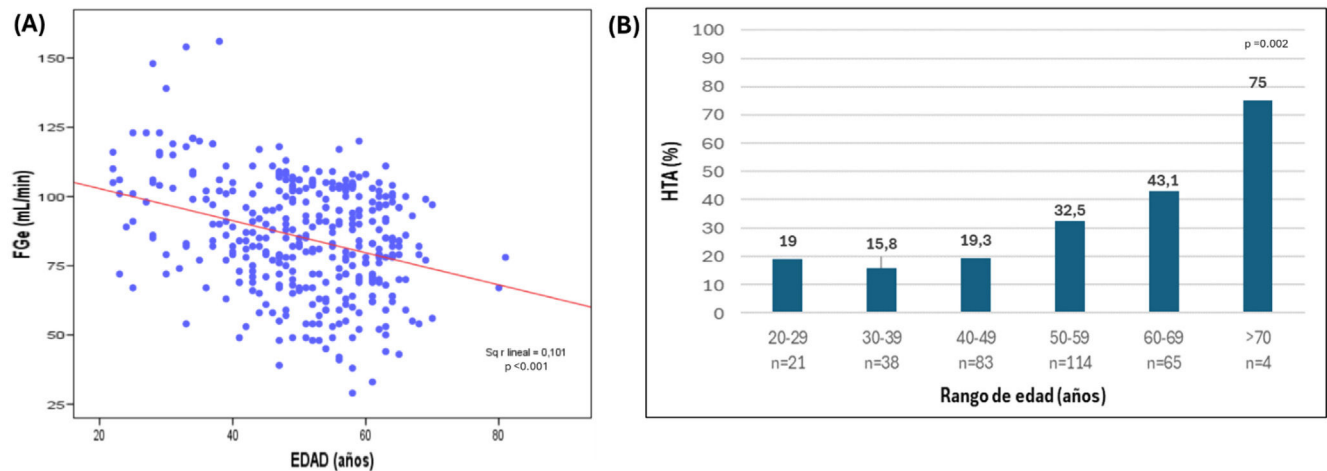 (A)
FGe (mL/min)
150
125
100
75
50
25
Sq r lineal = 0,101
p <0.001
20
40
60
80
EDAD (años)
(B)
HTA (%)
100
90
80
70
60
50
40
30
20
10
0
p =0.002
19
15,8
19,3
32,5
43,1
75
20-29
30-39
40-49
50-59
60-69
>70
n=21
n=38
n=83
n=114
n=65
n=4
Rango de edad (años)